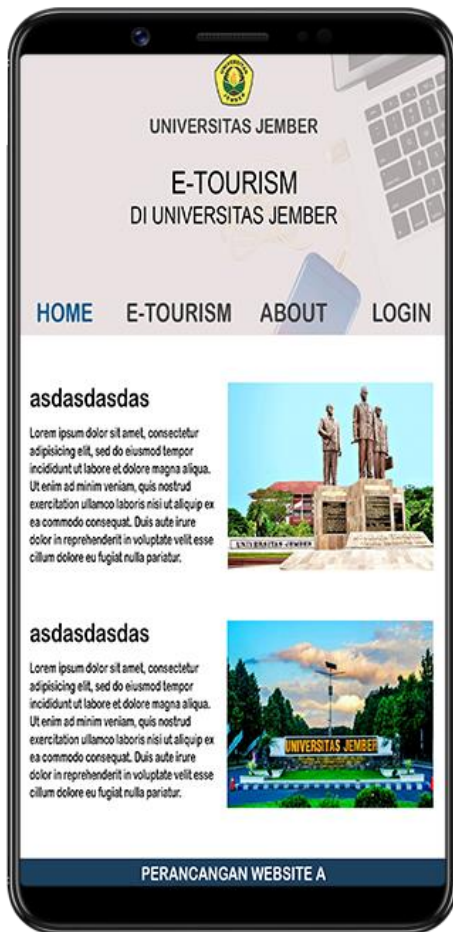 UNIVERSITAS JEMBER
E-TOURISM
DI UNIVERSITAS JEMBER
HOME E-TOURISM ABOUT LOGIN
asdasdasdas
Lorem ipsum dolor sit amet, consectetur
adipisicing elit, sed do eiusmod tempor
incididunt ut labore et dolore magna aliqua.
Ut enim ad minim veniam, quis nostrud
exercitation ullamco laboris nisi ut aliquip ex
ea commodo consequat. Duis aute irure
dolor in reprehenderit in voluptate velit esse
cillum dolore eu fugiat nulla pariatur.
UNIVERSITAS JEMBER
asdasdasdas
Lorem ipsum dolor sit amet, consectetur
adipisicing elit, sed do eiusmod tempor
incididunt ut labore et dolore magna aliqua.
Ut enim ad minim veniam, quis nostrud
exercitation ullamco laboris nisi ut aliquip ex
ea commodo consequat. Duis aute irure
dolor in reprehenderit in voluptate velit esse
cillum dolore eu fugiat nulla pariatur.
UNIVERSITAS JEMBER
PERANCANGAN WEBSITE A